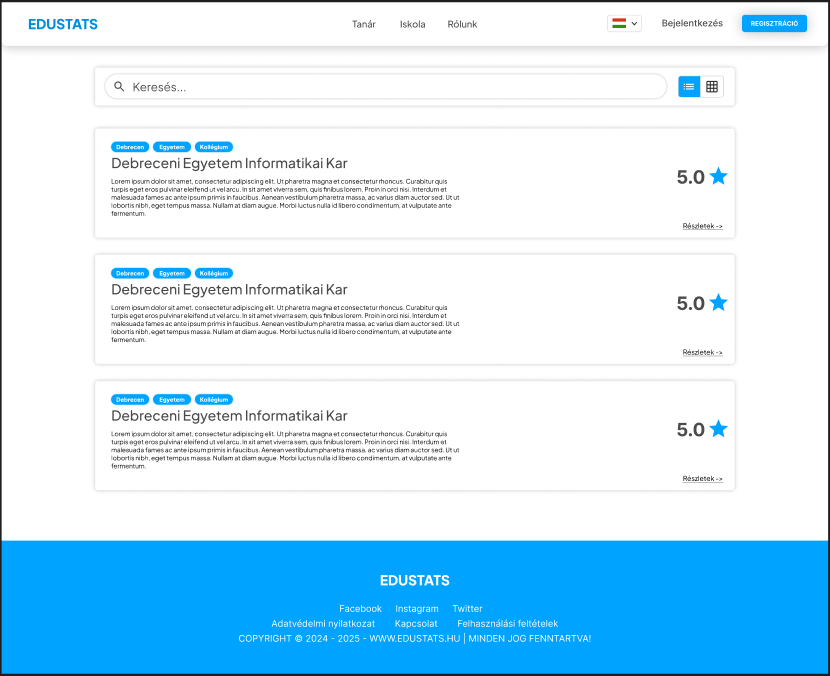 EDUSTATS
Tanár Iskola Rólunk
Bejelentkezés
REGISZTRÁCIÓ
Keresés...
Debrecen Egyetem Kollégium
Debreceni Egyetem Informatikai Kar
Lorem ipsum dolor sit amet, consectetur adipiscing elit. Ut pharetra magna et consectetur rhoncus. Curabitur quis
turpis eget eros pulvinar eleifend ut vel arcu. In sit amet viverra sem, quis finibus lorem. Proin in orci nisi. Interdum et
malesuada fames ac ante ipsum primis in faucibus. Aenean vestibulum pharetra massa, ac varius diam auctor sed. Ut ut
lobortis nibh, eget tempus massa. Nullam at diam augue. Morbi luctus nulla id libero condimentum, at vulputate ante
fermentum.
5.0
Részletek ->
Debrecen Egyetem Kollégium
Debreceni Egyetem Informatikai Kar
Lorem ipsum dolor sit amet, consectetur adipiscing elit. Ut pharetra magna et consectetur rhoncus. Curabitur quis
turpis eget eros pulvinar eleifend ut vel arcu. In sit amet viverra sem, quis finibus lorem. Proin in orci nisi. Interdum et
malesuada fames ac ante ipsum primis in faucibus. Aenean vestibulum pharetra massa, ac varius diam auctor sed. Ut ut
lobortis nibh, eget tempus massa. Nullam at diam augue. Morbi luctus nulla id libero condimentum, at vulputate ante
fermentum.
5.0
Részletek ->
Debrecen Egyetem Kollégium
Debreceni Egyetem Informatikai Kar
Lorem ipsum dolor sit amet, consectetur adipiscing elit. Ut pharetra magna et consectetur rhoncus. Curabitur quis
turpis eget eros pulvinar eleifend ut vel arcu. In sit amet viverra sem, quis finibus lorem. Proin in orci nisi. Interdum et
malesuada fames ac ante ipsum primis in faucibus. Aenean vestibulum pharetra massa, ac varius diam auctor sed. Ut ut
lobortis nibh, eget tempus massa. Nullam at diam augue. Morbi luctus nulla id libero condimentum, at vulputate ante
fermentum.
5.0
Részletek ->
EDUSTATS
Facebook Instagram Twitter
Adatvédelmi nyilatkozat Kapcsolat Felhasználási feltételek
COPYRIGHT © 2024 - 2025 - WWW.EDUSTATS.HU | MINDEN JOG FENNTARTVA!